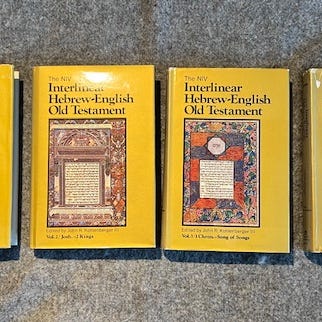 The NIV
Interlinear
Hebrew-English
Old Testament
Edited by John R. Kohlenberger III
Vol. 2 / Josh.–2 Kings
The NIV
Interlinear
Hebrew-English
Old Testament
Edited by John R. Kohlenberger III
Vol. 3 / 1 Chron.–Song of Songs